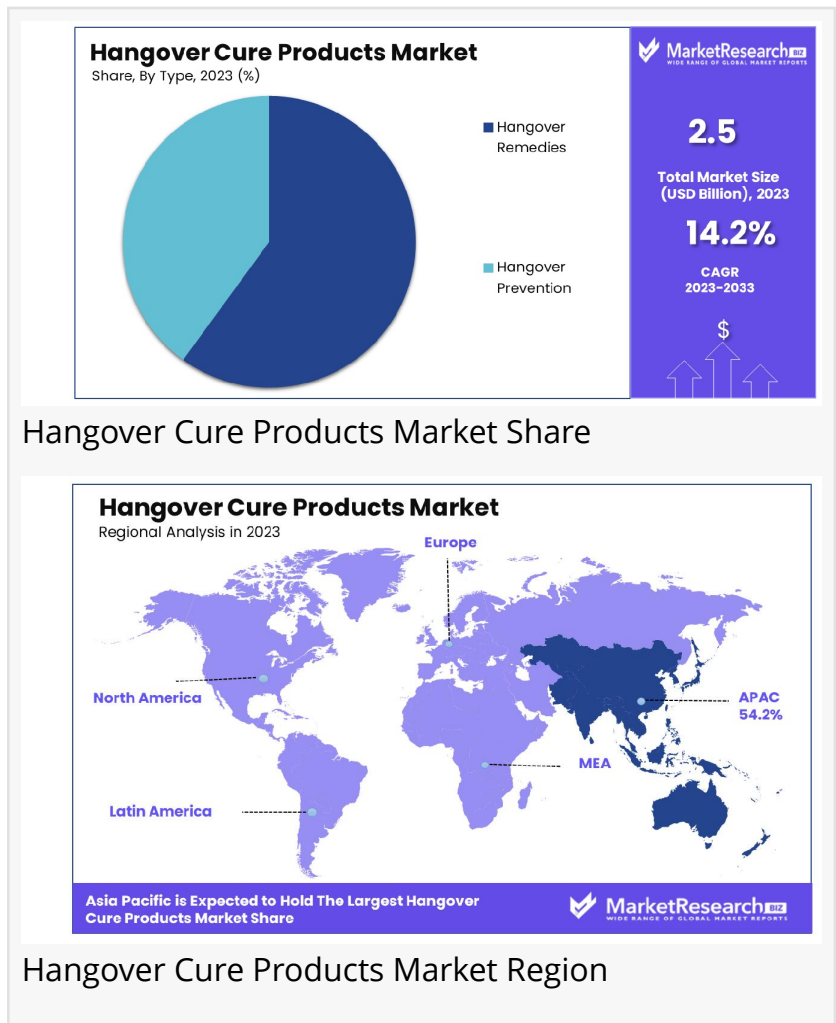 Hangover Cure Products Market
Share, By Type, 2023 (%)
Hangover
Remedies
Hangover
Prevention
MarketResearch BIZ
WIDE RANGE OF GLOBAL MARKET REPORTS
2.5
Total Market Size
(USD Billion), 2023
14.2%
CAGR
2023-2033
$
Hangover Cure Products Market Share
Hangover Cure Products Market
Regional Analysis in 2023
Europe
North America
APAC
54.2%
MEA
Latin America
Asia Pacific is Expected to Hold The Largest Hangover
Cure Products Market Share
MarketResearch BIZ
WIDE RANGE OF GLOBAL MARKET REPORTS
Hangover Cure Products Market Region